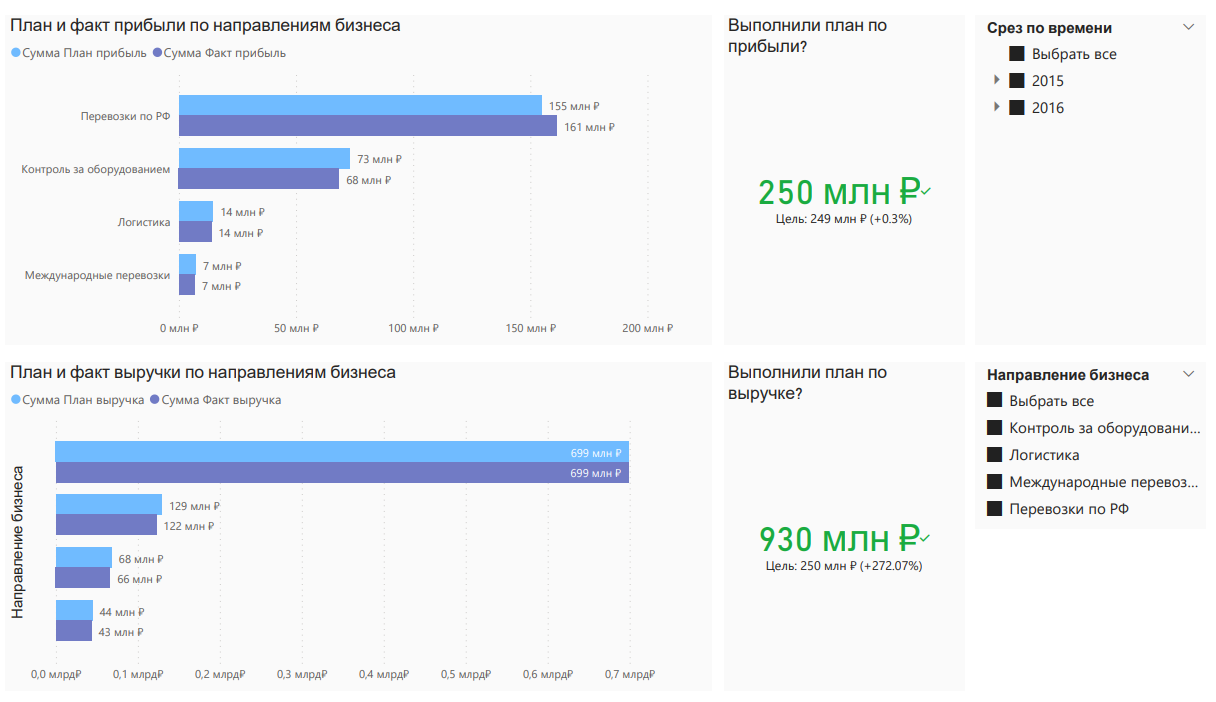 План и факт прибыли по направлениям бизнеса
Сумма План прибыль Сумма Факт прибыль
Перевозки по РФ
155 млн ₽
161 млн ₽
Контроль за оборудованием
73 млн ₽
68 млн ₽
Логистика
14 млн ₽
14 млн ₽
Международные перевозки
7 млн ₽
7 млн ₽
0 млн ₽ 50 млн ₽ 100 млн ₽ 150 млн ₽ 200 млн ₽
Выполнили план по
прибыли?
250 млн ₽
Цель: 249 млн ₽ (+0.3%)
Срез по времени
Выбрать все
2015
2016
План и факт выручки по направлениям бизнеса
Сумма План выручка Сумма Факт выручка
Направление бизнеса
699 млн ₽
699 млн ₽
129 млн ₽
122 млн ₽
68 млн ₽
66 млн ₽
44 млн ₽
43 млн ₽
0,0 млрд₽ 0,1 млрд₽ 0,2 млрд₽ 0,3 млрд₽ 0,4 млрд₽ 0,5 млрд₽ 0,6 млрд₽ 0,7 млрд₽
Выполнили план по
выручке?
930 млн ₽
Цель: 250 млн ₽ (+272.07%)
Направление бизнеса
Выбрать все
Контроль за оборудовани...
Логистика
Международные перевоз...
Перевозки по РФ